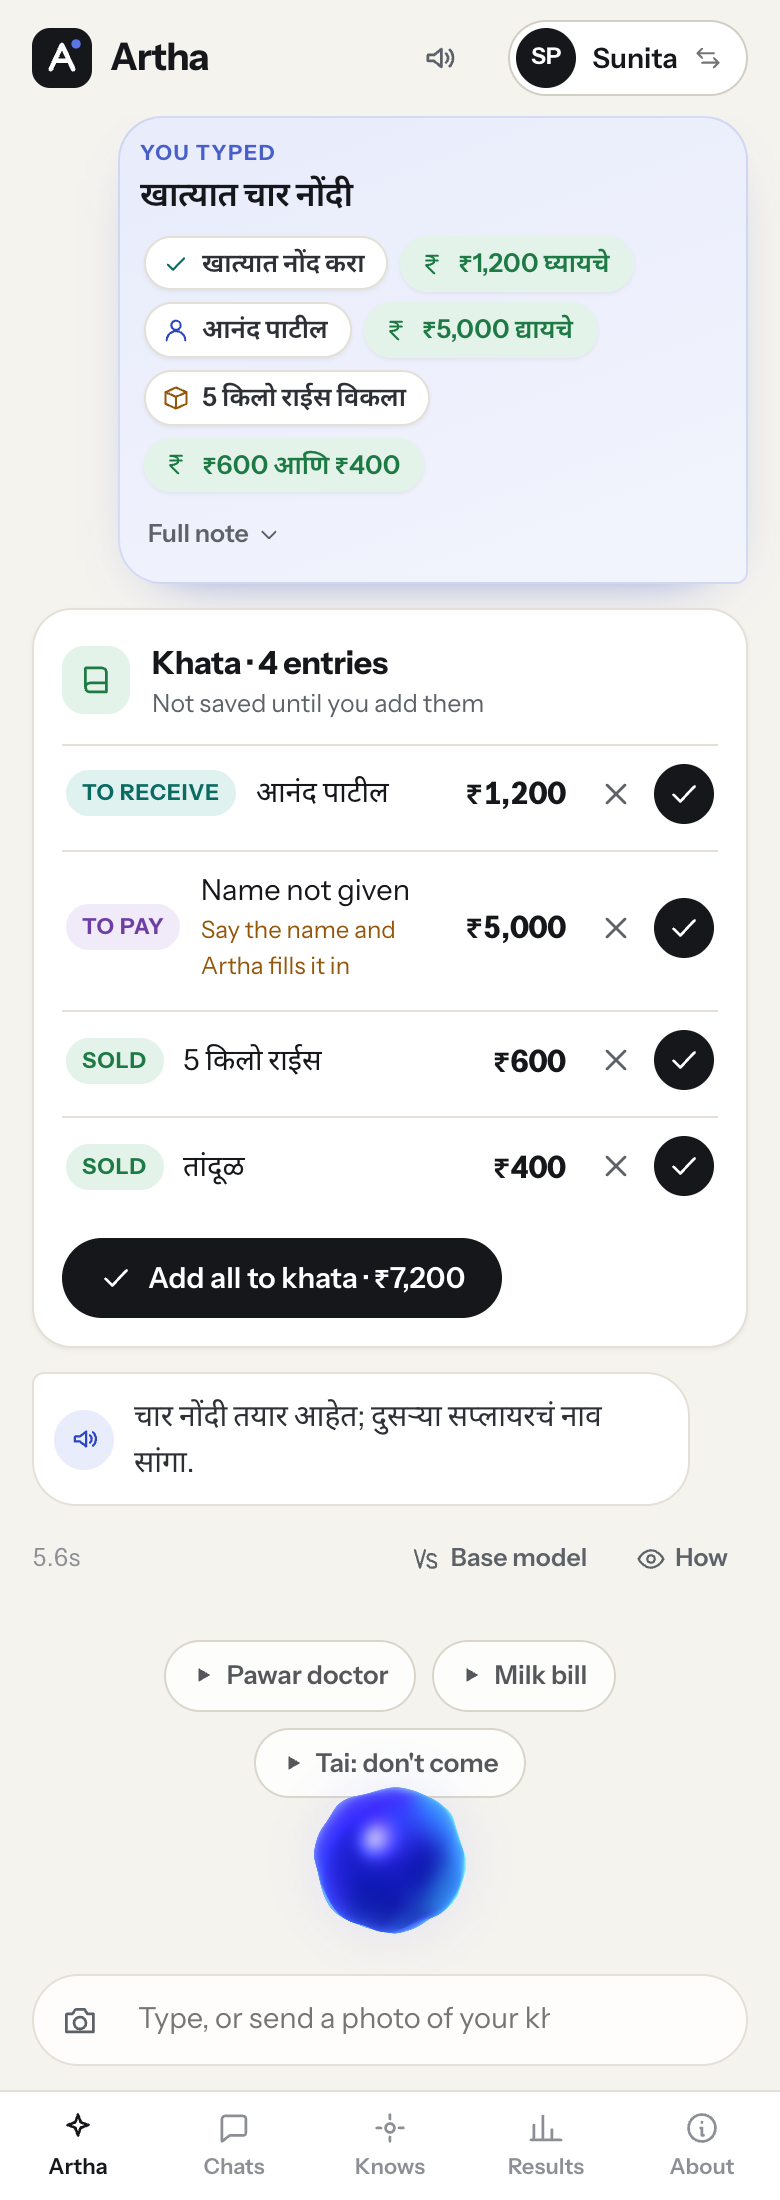 A
Artha
SP
Sunita
YOU TYPED
खात्यात चार नोंदी
खात्यात नोंद करा
₹ ₹1,200 घ्यायचे
आनंद पाटील
₹ ₹5,000 द्यायचे
5 किलो राईस विकला
₹ ₹600 आणि ₹400
Full note
Khata · 4 entries
Not saved until you add them
TO RECEIVE आनंद पाटील ₹1,200
TO PAY Name not given ₹5,000
Say the name and
Artha fills it in
SOLD 5 किलो राईस ₹600
SOLD तांदूळ ₹400
Add all to khata · ₹7,200
चार नोंदी तयार आहेत; दुसऱ्या सप्लायरचं नाव
सांगा.
5.6s
Vs Base model
How
Pawar doctor
Milk bill
Tai: don't come
Type, or send a photo of your
Artha
Chats
Knows
Results
About